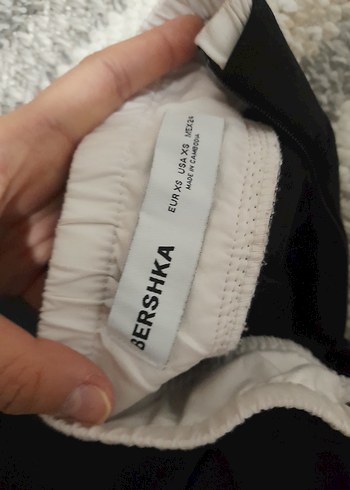 BERSHKA
EUR XS USA XS MEX 24
MADE IN CAMBODIA